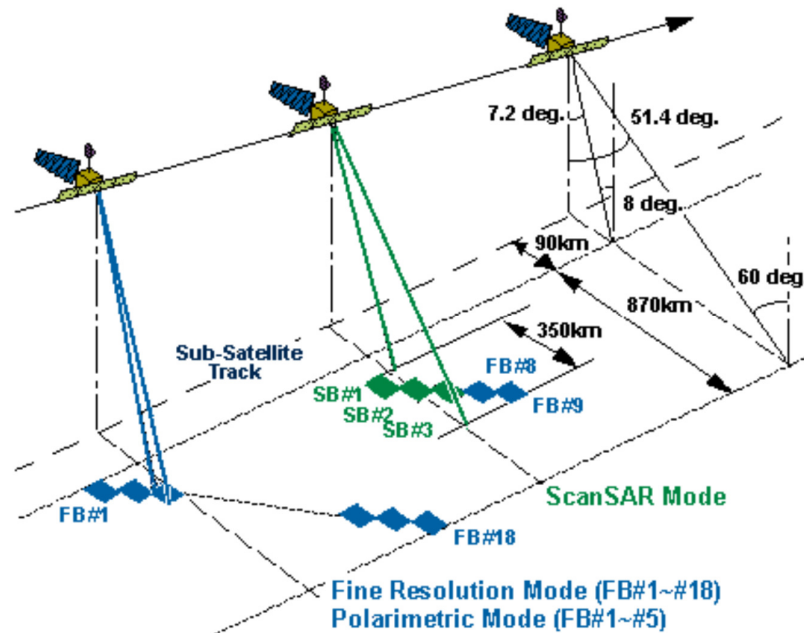 7.2 deg.
51.4 deg.
8 deg.
90km
60 deg
870km
350km
Sub-Satellite
Track
FB#8
SB#1
SB#2
FB#9
SB#3
ScanSAR Mode
FB#1
FB#18
Fine Resolution Mode (FB#1~#18)
Polarimetric Mode (FB#1~#5)